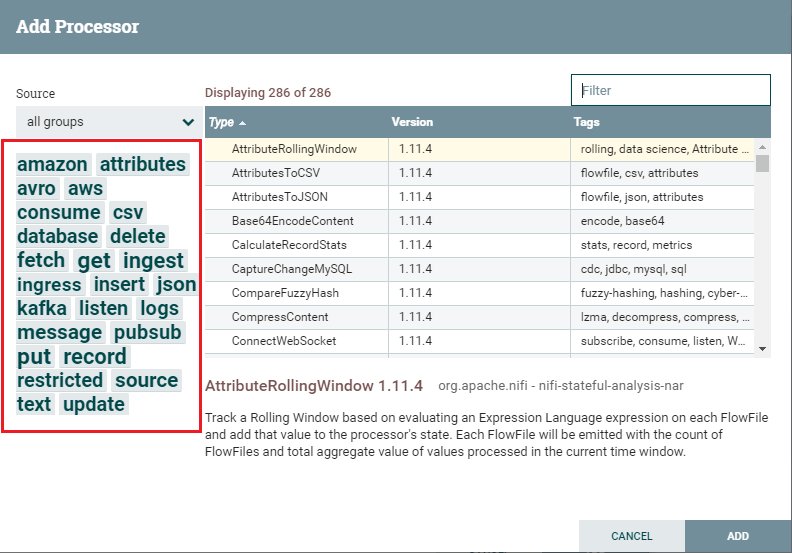 Add Processor
Source
Displaying 286 of 286
Filter
all groups
Type Version Tags
amazon attributes
avro aws
consume csv
database delete
fetch get ingest
ingress insert json
kafka listen logs
message pubsub
put record
restricted source
text update
AttributeRollingWindow 1.11.4 rolling, data science, Attribute ...
AttributesToCSV 1.11.4 flowfile, csv, attributes
AttributesToJSON 1.11.4 flowfile, json, attributes
Base64EncodeContent 1.11.4 encode, base64
CalculateRecordStats 1.11.4 stats, record, metrics
CaptureChangeMySQL 1.11.4 cdc, jdbc, mysql, sql
CompareFuzzyHash 1.11.4 fuzzy-hashing, hashing, cyber-...
CompressContent 1.11.4 lzma, decompress, compress, ...
ConnectWebSocket 1.11.4 subscribe, consume, listen, W...
AttributeRollingWindow 1.11.4 org.apache.nifi - nifi-stateful-analysis-nar
Track a Rolling Window based on evaluating an Expression Language expression on each FlowFile
and add that value to the processor's state. Each FlowFile will be emitted with the count of
FlowFiles and total aggregate value of values processed in the current time window.
CANCEL ADD